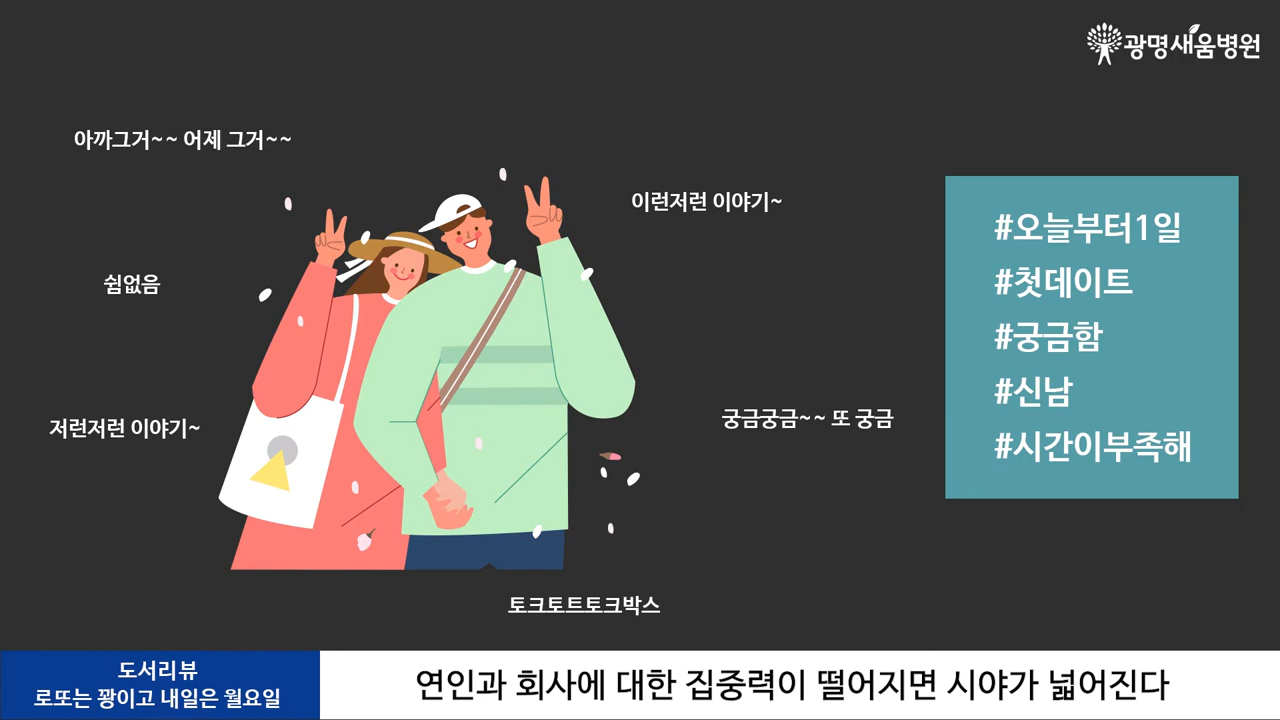 광명새움병원
아까그거~~ 어제 그거~~
이런저런 이야기~
쉼없음
저런저런 이야기~
궁금궁금~~ 또 궁금
토크토트토크박스
#오늘부터1일
#첫데이트
#궁금함
#신남
#시간이부족해
도서리뷰
로또는 꽝이고 내일은 월요일
연인과 회사에 대한 집중력이 떨어지면 시야가 넓어진다